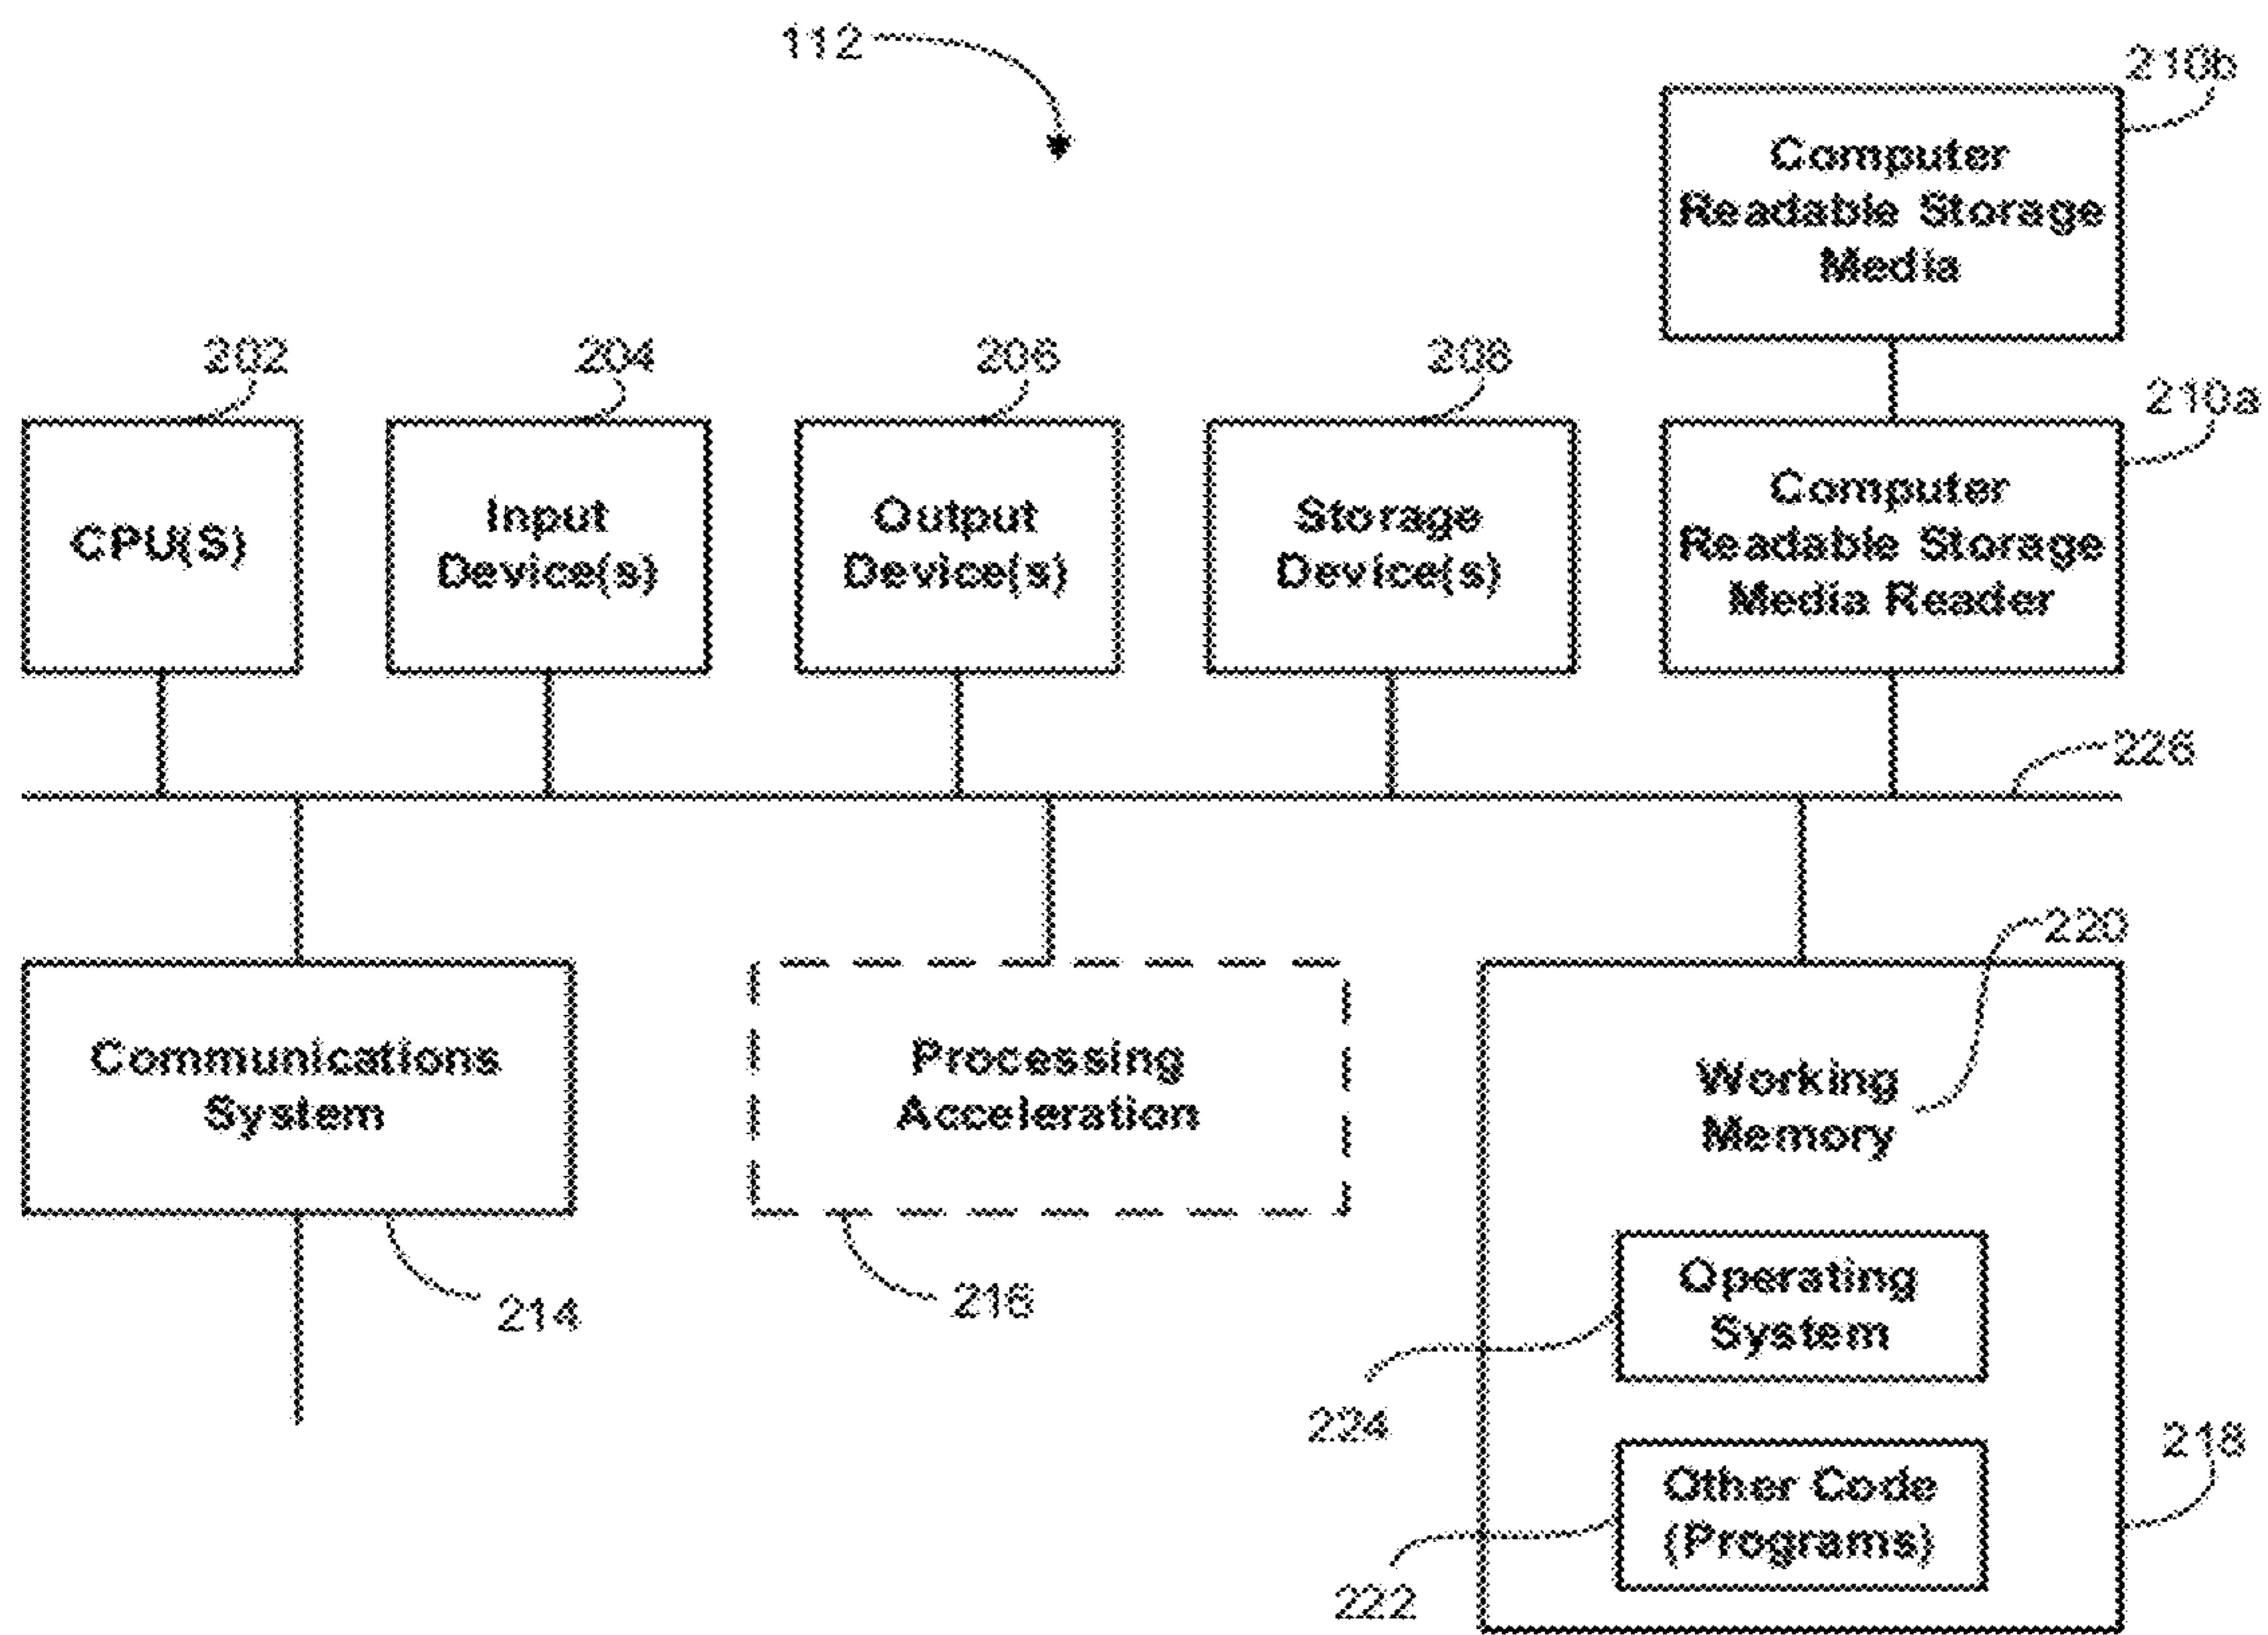 112
210b
Computer
Readable Storage
Media
202
204
206
208
210a
CPU(S)
Input
Device(s)
Output
Device(s)
Storage
Device(s)
Computer
Readable Storage
Media Reader
226
220
Communications
System
Processing
Acceleration
Working
Memory
214
216
Operating
System
224
218
Other Code
(Programs)
222